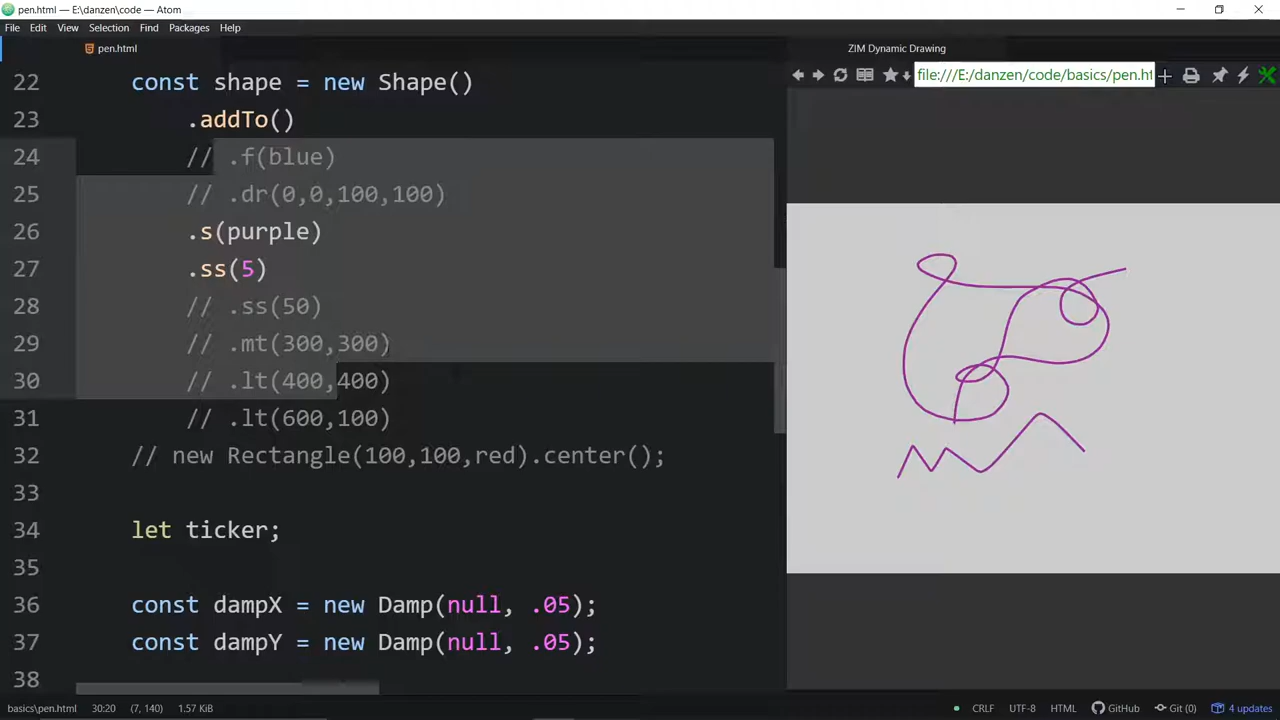 pen.html — E:\danzen\code — Atom
File Edit View Selection Find Packages Help
pen.html
ZIM Dynamic Drawing
file:///E:/danzen/code/basics/pen.ht
22 const shape = new Shape()
23 .addTo()
24 // .f(blue)
25 // .dr(0,0,100,100)
26 .s(purple)
27 .ss(5)
28 // .ss(50)
29 // .mt(300,300)
30 // .lt(400,400)
31 // .lt(600,100)
32 // new Rectangle(100,100,red).center();
33
34 let ticker;
35
36 const dampX = new Damp(null, .05);
37 const dampY = new Damp(null, .05);
38
basics\pen.html 30:20 (7, 140) 1.57 KiB CRLF UTF-8 HTML GitHub Git (0) 4 updates